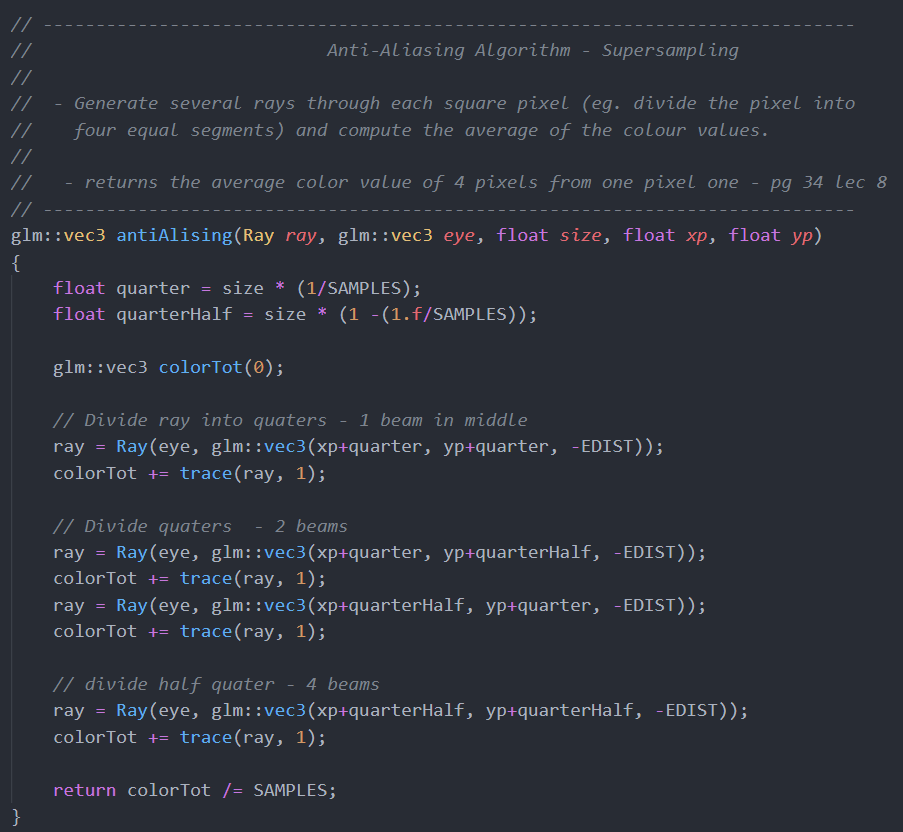 // -----------------------------------------------------------------------------
// Anti-Aliasing Algorithm - Supersampling
//
// - Generate several rays through each square pixel (eg. divide the pixel into
// four equal segments) and compute the average of the colour values.
//
// - returns the average color value of 4 pixels from one pixel one - pg 34 lec 8
// -----------------------------------------------------------------------------
glm::vec3 antiAlising(Ray ray, glm::vec3 eye, float size, float xp, float yp)
{
float quarter = size * (1/SAMPLES);
float quarterHalf = size * (1 -(1.f/SAMPLES));
glm::vec3 colorTot(0);
// Divide ray into quaters - 1 beam in middle
ray = Ray(eye, glm::vec3(xp+quarter, yp+quarter, -EDIST));
colorTot += trace(ray, 1);
// Divide quaters  - 2 beams
ray = Ray(eye, glm::vec3(xp+quarter, yp+quarterHalf, -EDIST));
colorTot += trace(ray, 1);
ray = Ray(eye, glm::vec3(xp+quarterHalf, yp+quarter, -EDIST));
colorTot += trace(ray, 1);
// divide half quater - 4 beams
ray = Ray(eye, glm::vec3(xp+quarterHalf, yp+quarterHalf, -EDIST));
colorTot += trace(ray, 1);
return colorTot /= SAMPLES;
}